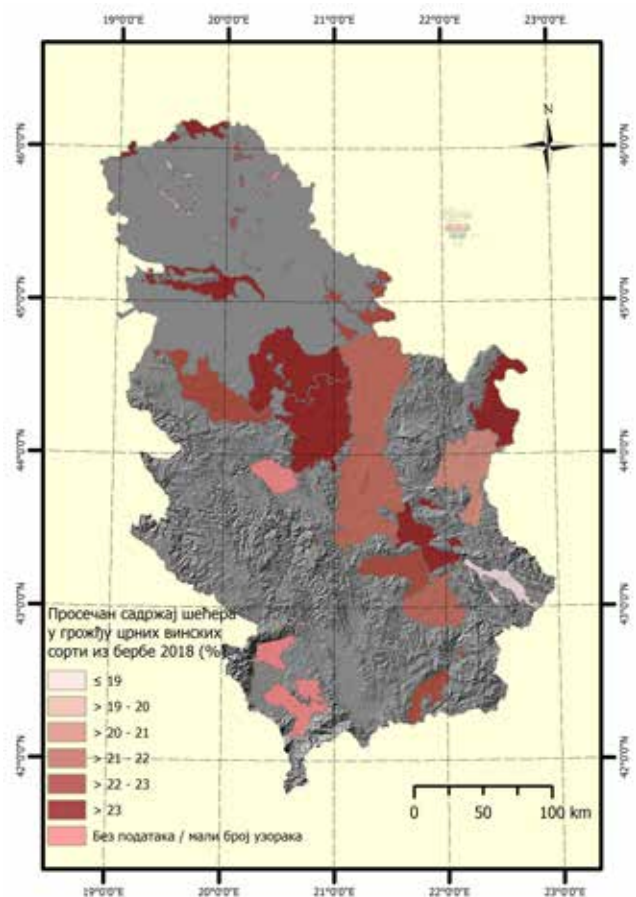 19°0'0"E 20°0'0"E 21°0'0"E 22°0'0"E 23°0'0"E
N
46°0'0"N 46°0'0"N
45°0'0"N 45°0'0"N
44°0'0"N 44°0'0"N
43°0'0"N 43°0'0"N
42°0'0"N 42°0'0"N
Просечан садржај шећера
у грожђу црних винских
сорти из бербе 2018 (%)
≤ 19
> 19 - 20
> 20 - 21
> 21 - 22
> 22 - 23
> 23
Без података / мали број узорака
0 50 100 km
19°0'0"E 20°0'0"E 21°0'0"E 22°0'0"E 23°0'0"E